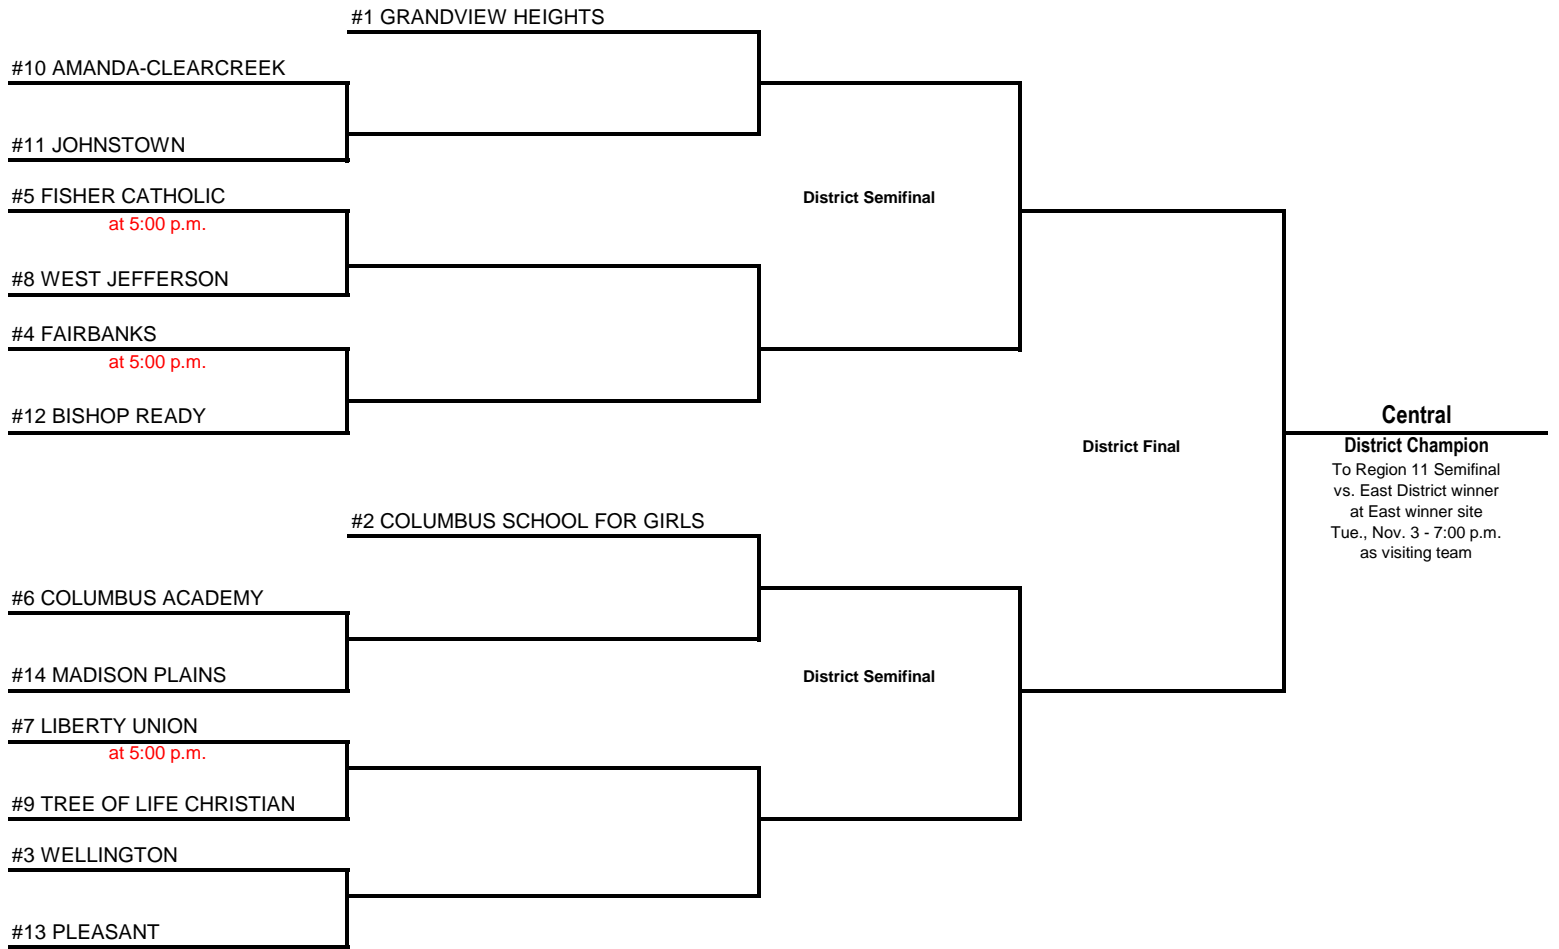 #1 GRANDVIEW HEIGHTS
#10 AMANDA-CLEARCREEK
#11 JOHNSTOWN
#5 FISHER CATHOLIC
at 5:00 p.m.
#8 WEST JEFFERSON
#4 FAIRBANKS
at 5:00 p.m.
#12 BISHOP READY
District Semifinal
District Final
Central
District Champion
To Region 11 Semifinal
vs. East District winner
at East winner site
Tue., Nov. 3 - 7:00 p.m.
as visiting team
#2 COLUMBUS SCHOOL FOR GIRLS
#6 COLUMBUS ACADEMY
#14 MADISON PLAINS
District Semifinal
#7 LIBERTY UNION
at 5:00 p.m.
#9 TREE OF LIFE CHRISTIAN
#3 WELLINGTON
#13 PLEASANT